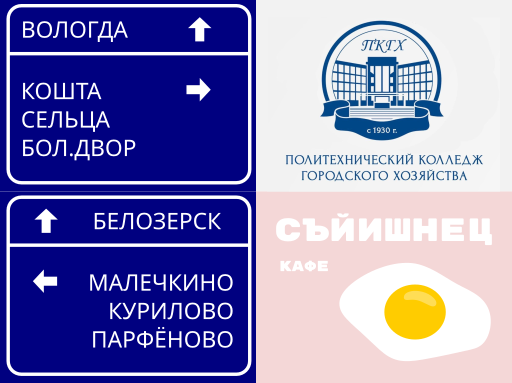 ВОЛОГДА
КОШТА
СЕЛЬЦА
БОЛ.ДВОР
ПКГХ
с 1930 г.
ПОЛИТЕХНИЧЕСКИЙ КОЛЛЕДЖ
ГОРОДСКОГО ХОЗЯЙСТВА
БЕЛОЗЕРСК
МАЛЕЧКИНО
КУРИЛОВО
ПАРФЁНОВО
СЪЙИШНЕЦ
КАФЕ